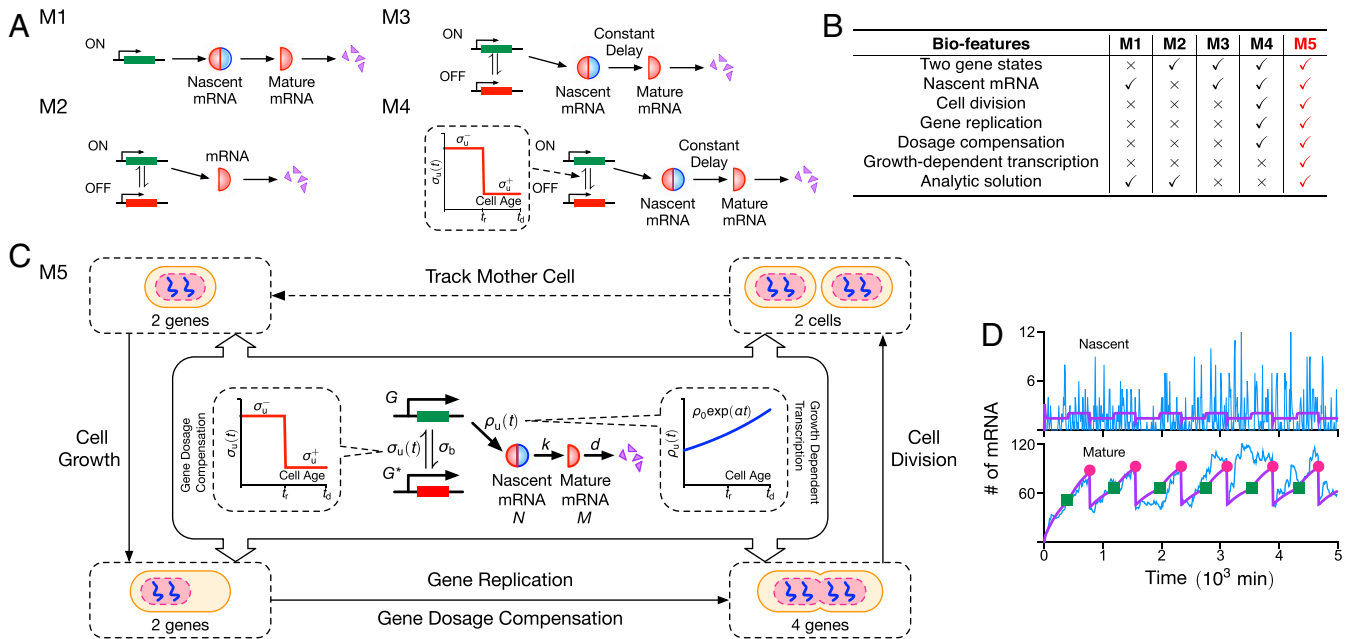 A
M1
ON
Nascent
mRNA
Mature
mRNA
M2
ON
OFF
mRNA
M3
ON
OFF
Constant
Delay
Nascent
mRNA
Mature
mRNA
M4
σu(t)
σu−
σu+
Cell Age
tr
td
ON
OFF
Constant
Delay
Nascent
mRNA
Mature
mRNA
B
Bio-features M1 M2 M3 M4 M5
Two gene states × ✓ ✓ ✓ ✓
Nascent mRNA ✓ × ✓ ✓ ✓
Cell division × × × ✓ ✓
Gene replication × × × ✓ ✓
Dosage compensation × × × ✓ ✓
Growth-dependent transcription × × × × ✓
Analytic solution ✓ ✓ × × ✓
C
M5
2 genes
Track Mother Cell
2 cells
Cell
Growth
Gene Dosage
Compensation
σu(t)
σu−
σu+
Cell Age
tr
td
G
G*
σu(t)
σb
ρu(t)
k
d
Nascent
mRNA
N
Mature
mRNA
M
ρu(t)
ρ0exp(αt)
Cell Age
tr
td
Growth Dependent
Transcription
Cell
Division
2 genes
Gene Replication
Gene Dosage Compensation
4 genes
D
# of mRNA
12
6
0
Nascent
120
60
Mature
0 1 2 3 4 5
Time (10³ min)